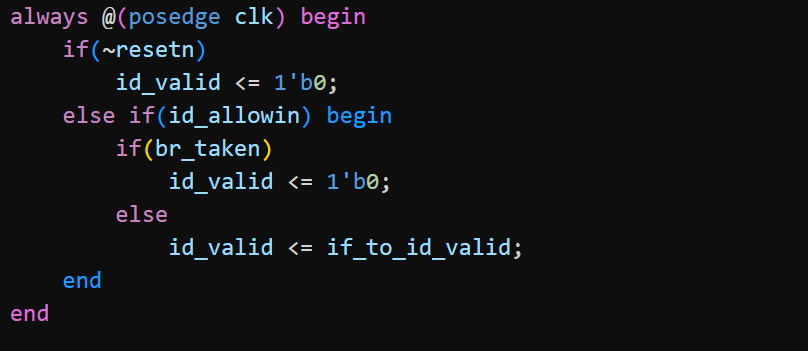 always @(posedge clk) begin
    if(~resetn)
        id_valid <= 1'b0;
    else if(id_allowin) begin
        if(br_taken)
            id_valid <= 1'b0;
        else
            id_valid <= if_to_id_valid;
    end
end